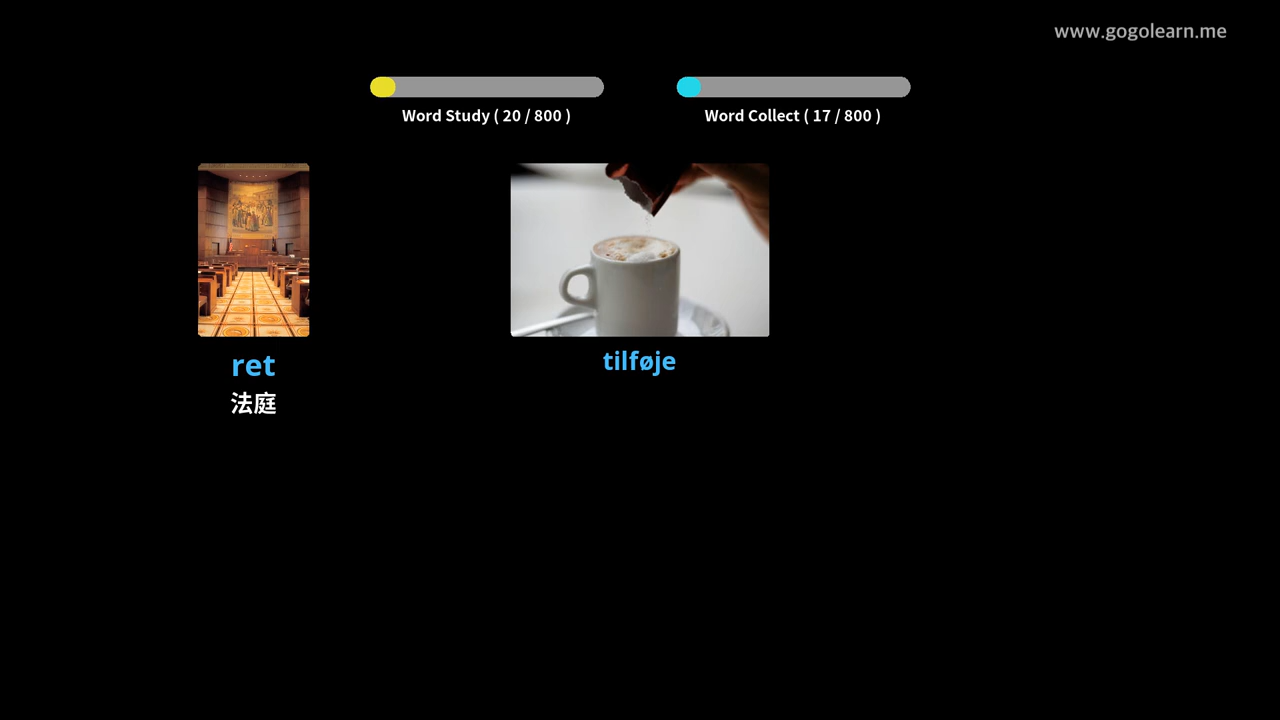 www.gogolearn.me
Word Study ( 20 / 800 )
Word Collect ( 17 / 800 )
ret
法庭
tilføje